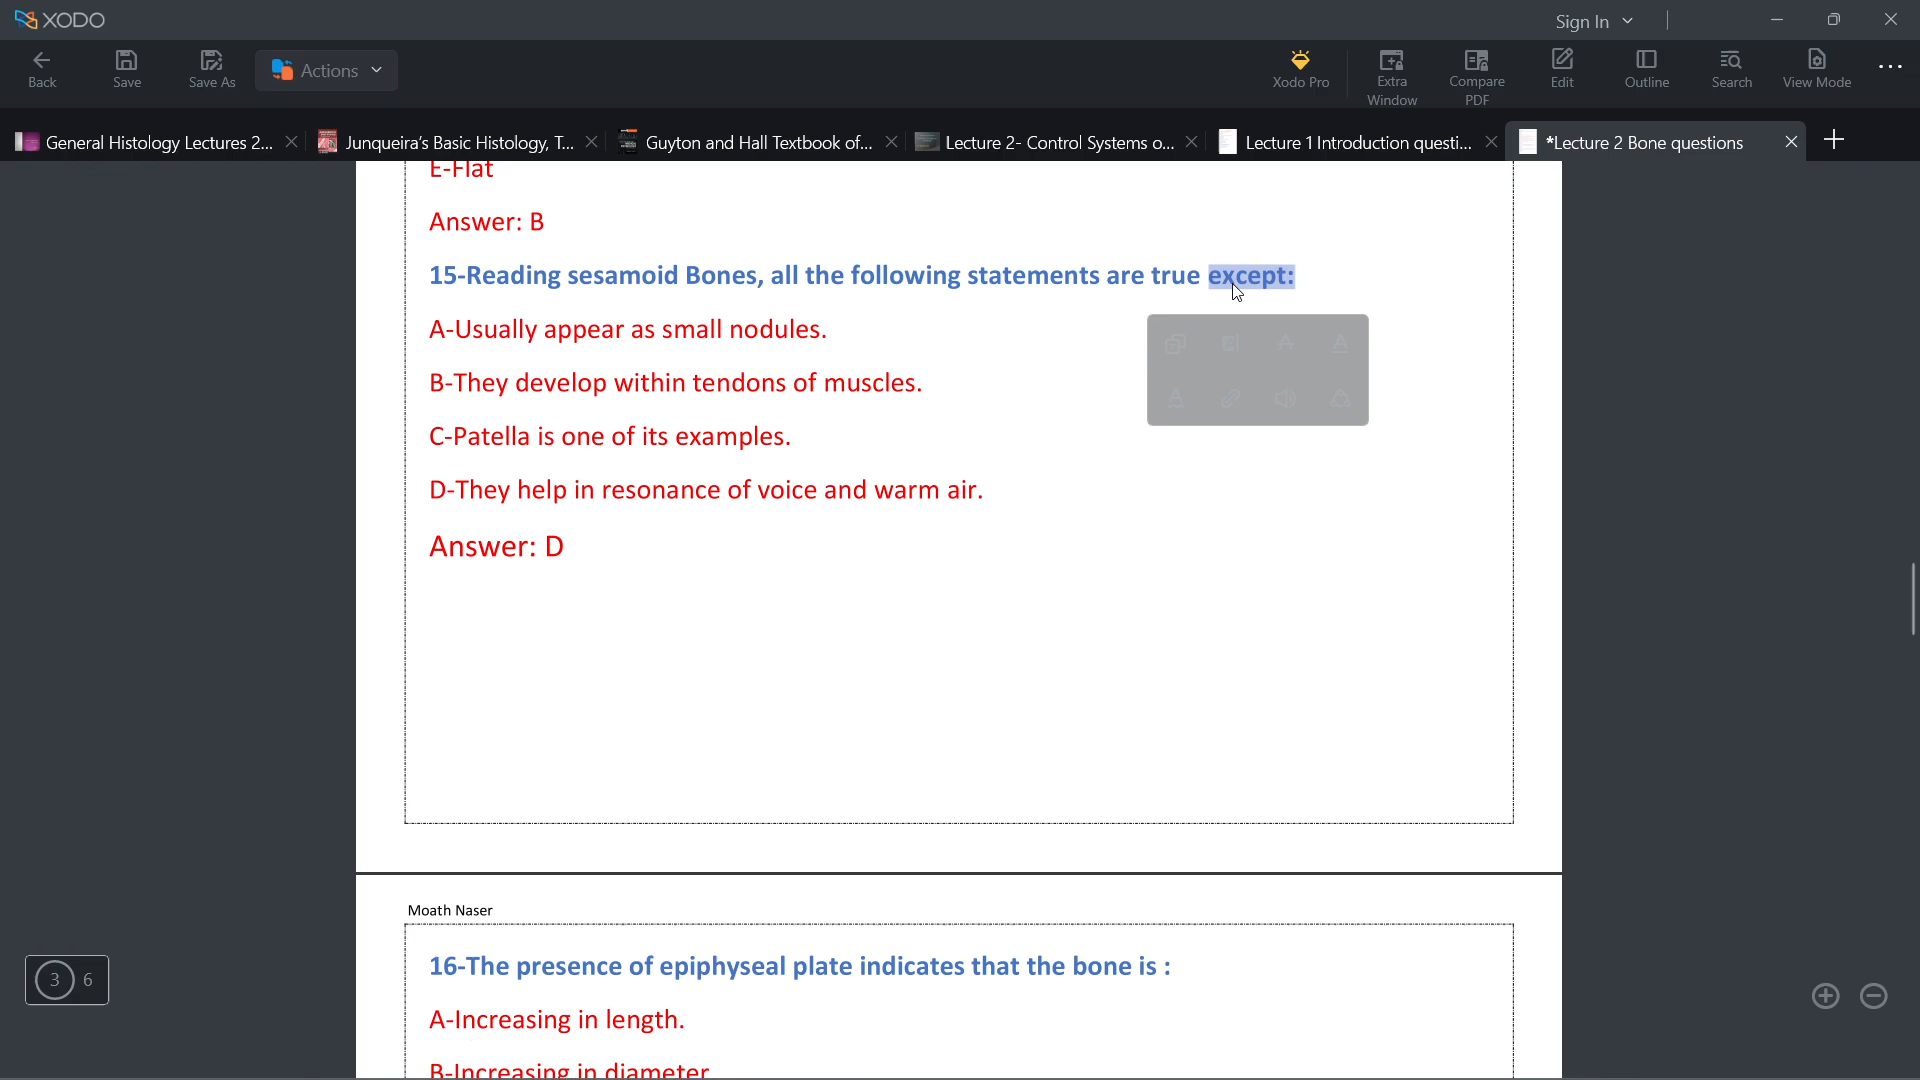 XODO
Sign In
Back
Save
Save As
Actions
Xodo Pro
Extra Window
Compare PDF
Edit
Outline
Search
View Mode
General Histology Lectures 2...
Junqueira's Basic Histology, T...
Guyton and Hall Textbook of...
Lecture 2- Control Systems o...
Lecture 1 Introduction questi...
*Lecture 2 Bone questions
E-Flat
Answer: B
15-Reading sesamoid Bones, all the following statements are true except:
A-Usually appear as small nodules.
B-They develop within tendons of muscles.
C-Patella is one of its examples.
D-They help in resonance of voice and warm air.
Answer: D
Moath Naser
16-The presence of epiphyseal plate indicates that the bone is :
A-Increasing in length.
B-Increasing in diameter
3 6